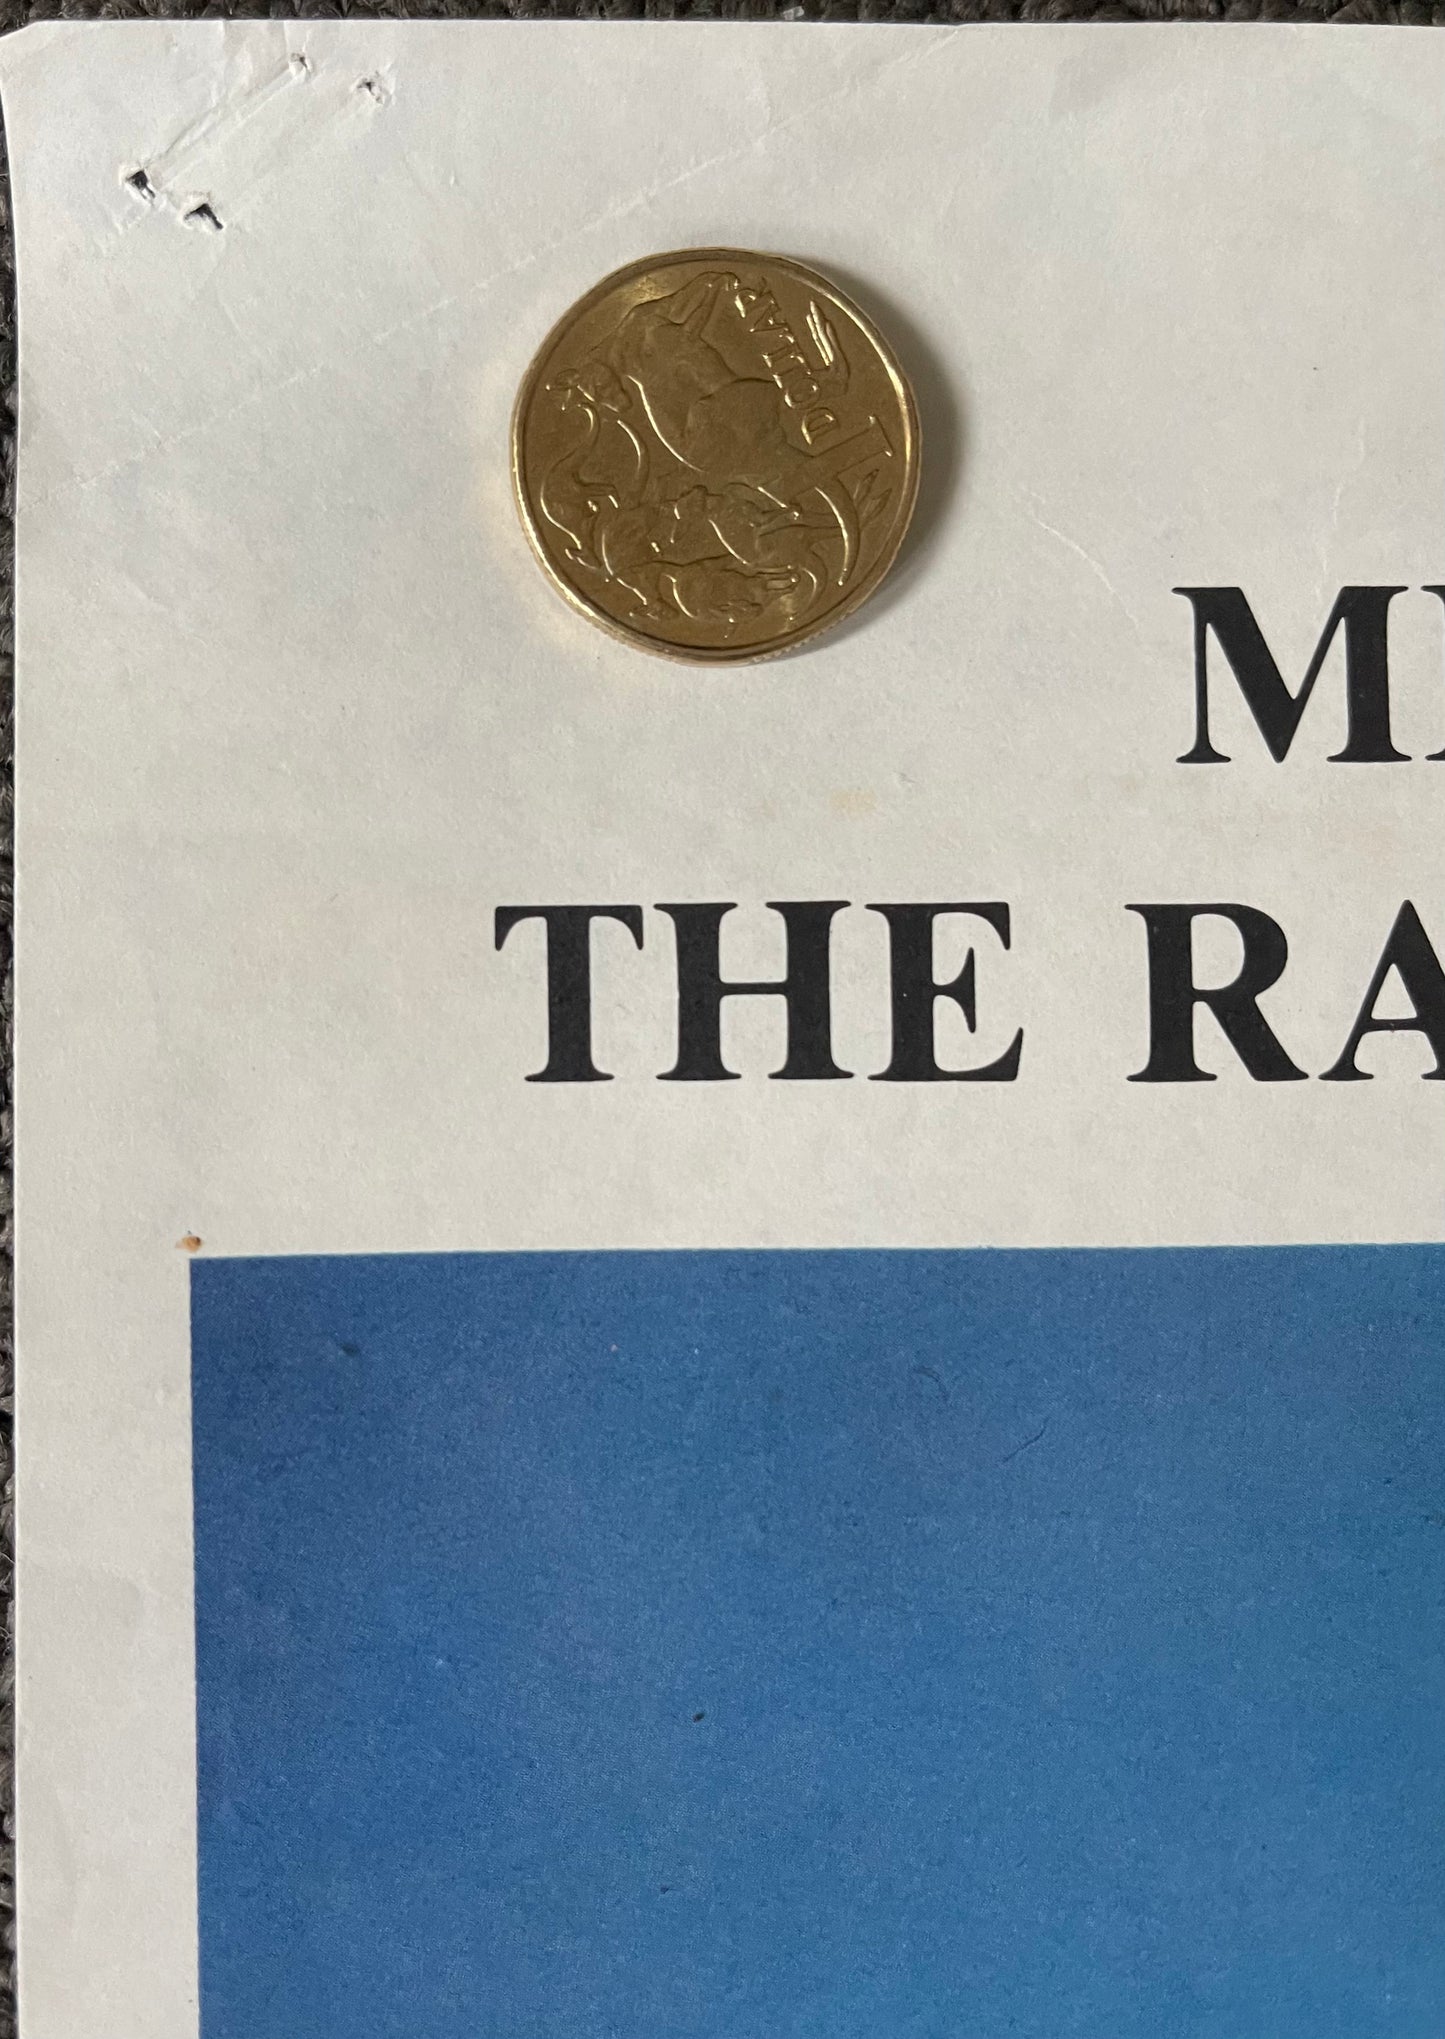 1 DOLLAR
M
THE RA